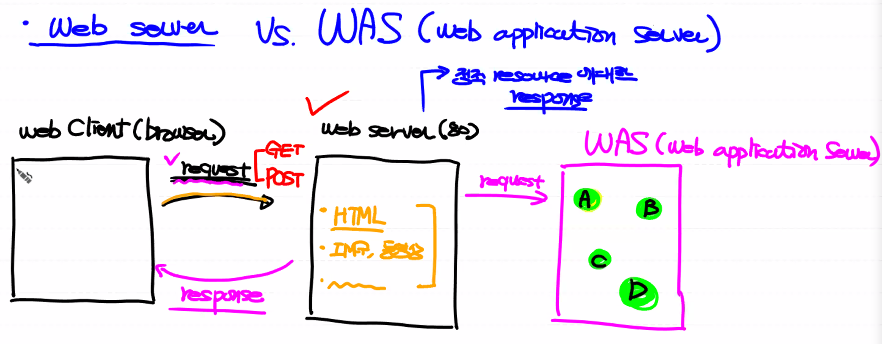 · Web server VS. WAS (web application server)
정적 resource 에 대한
response
web Client (browser)
web server (80)
WAS (web application server)
request
GET
POST
request
· HTML
· IMG, 동영상
·
response
A
B
C
D